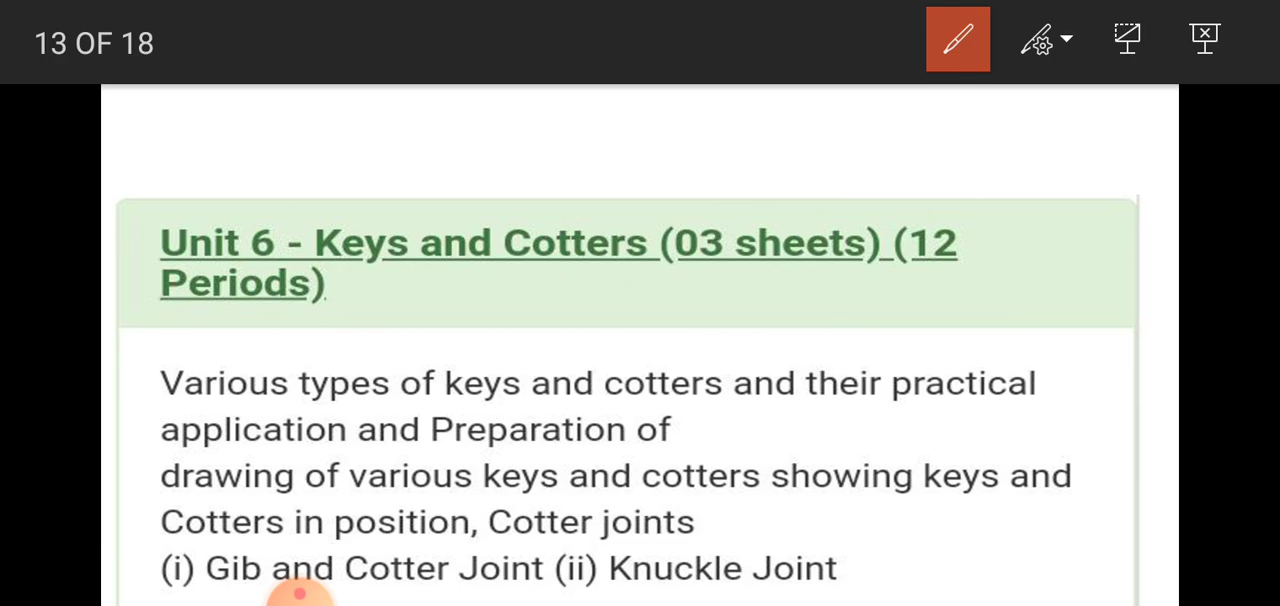 13 OF 18
Unit 6 - Keys and Cotters (03 sheets) (12
Periods)
Various types of keys and cotters and their practical
application and Preparation of
drawing of various keys and cotters showing keys and
Cotters in position, Cotter joints
(i) Gib and Cotter Joint (ii) Knuckle Joint